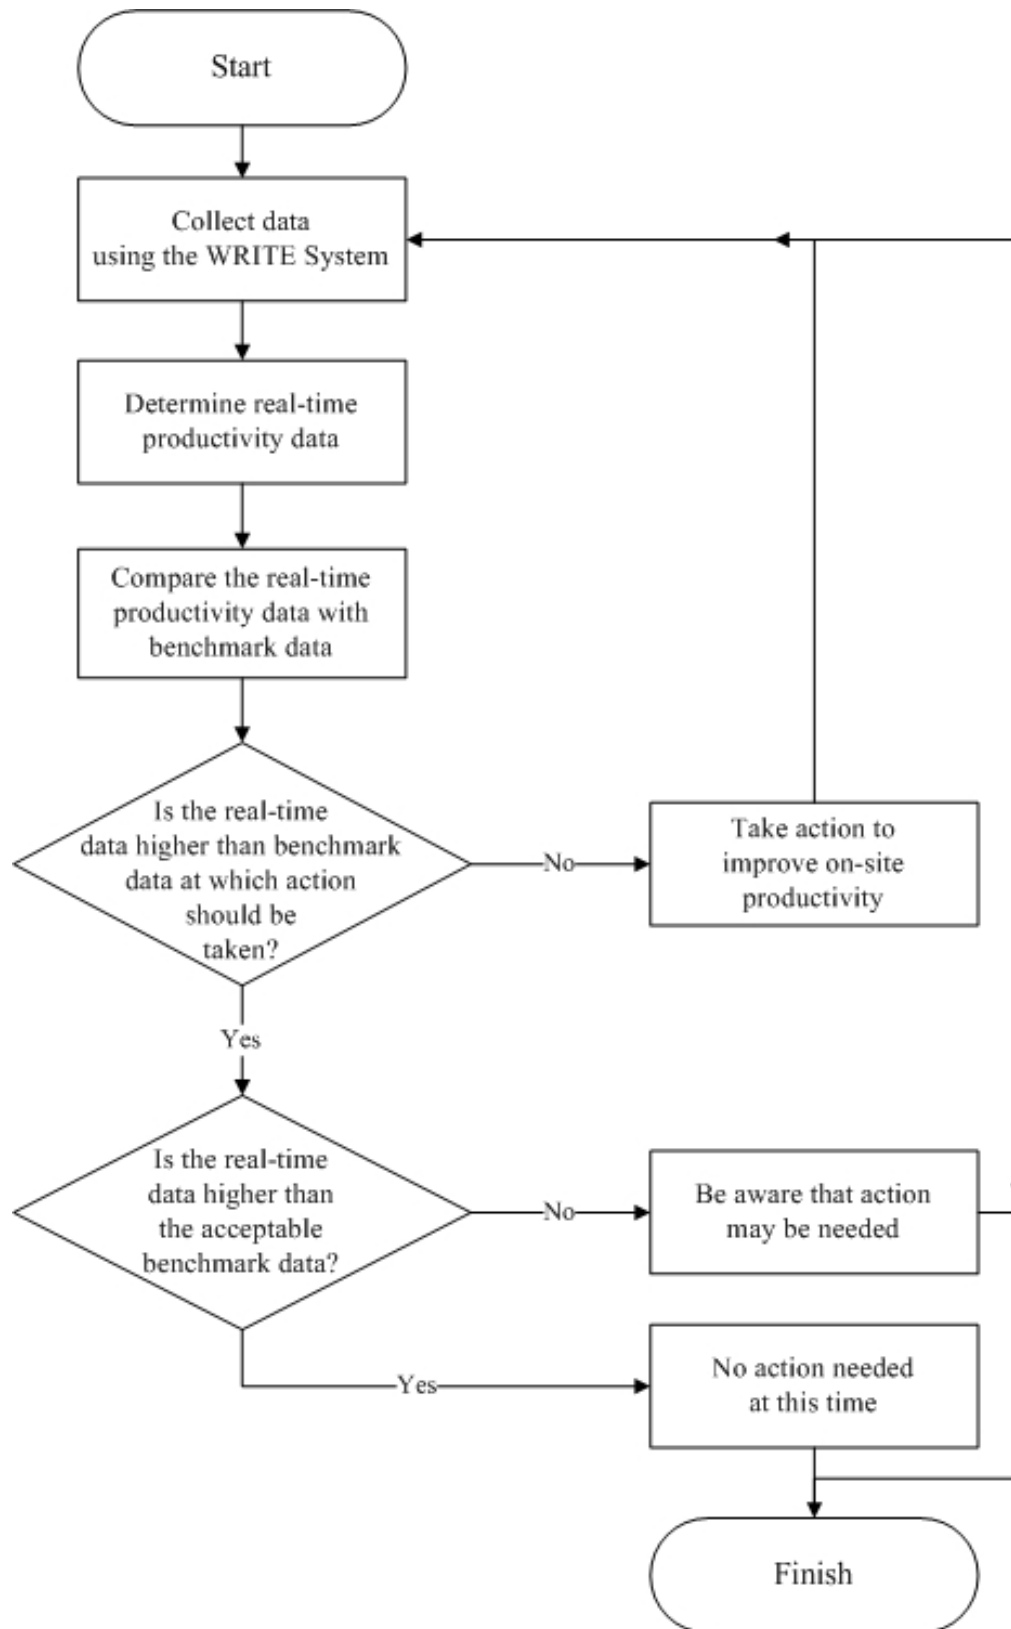 Start
Collect data
using the WRITE System
Determine real-time
productivity data
Compare the real-time
productivity data with
benchmark data
Is the real-time
data higher than benchmark
data at which action
should be
taken?
No
Take action to
improve on-site
productivity
Yes
Is the real-time
data higher than
the acceptable
benchmark data?
No
Be aware that action
may be needed
Yes
No action needed
at this time
Finish